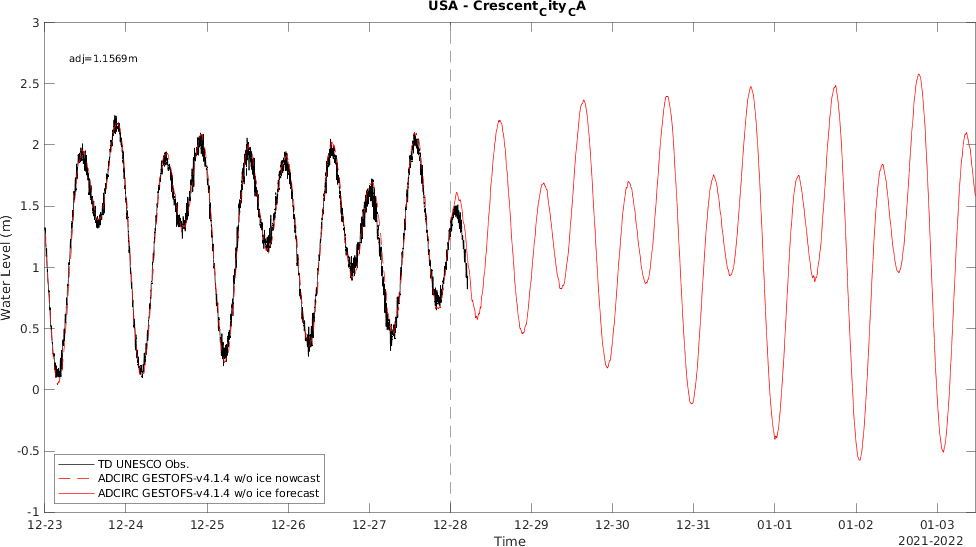 USA - Crescent_City_CA
adj=1.1569m
3
2.5
2
1.5
1
0.5
0
-0.5
-1
Water Level (m)
TD UNESCO Obs.
ADCIRC GESTOFS-v4.1.4 w/o ice nowcast
ADCIRC GESTOFS-v4.1.4 w/o ice forecast
12-23 12-24 12-25 12-26 12-27 12-28 12-29 12-30 12-31 01-01 01-02 01-03
Time
2021-2022